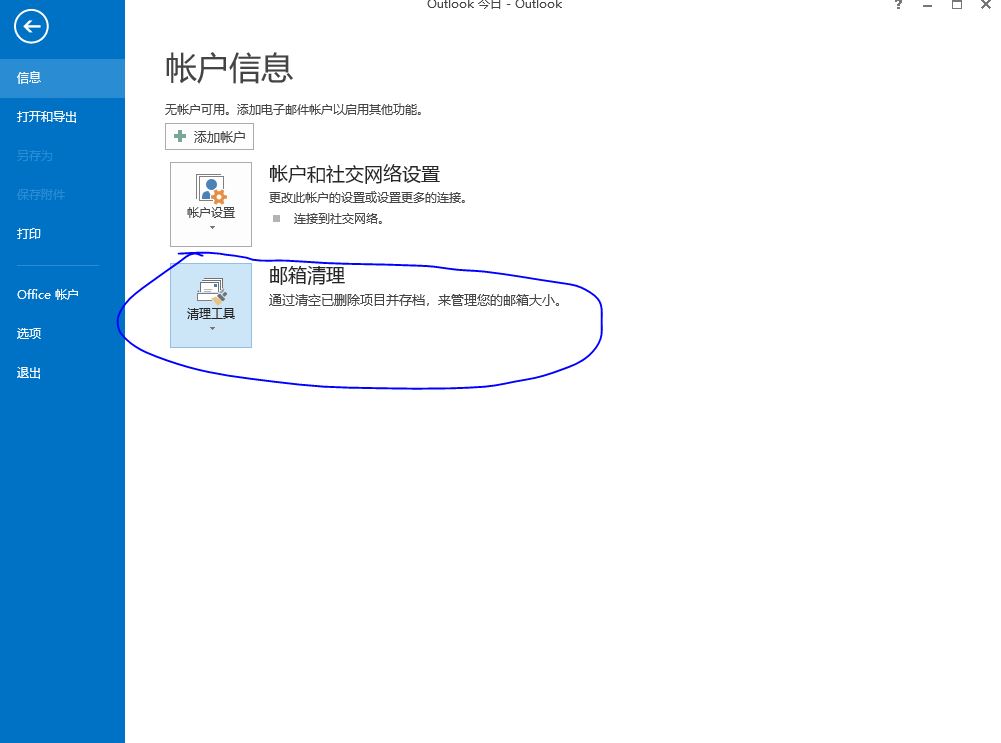 Outlook 今日 - Outlook
?
信息
打开和导出
另存为
保存附件
打印
Office 帐户
选项
退出
帐户信息
无帐户可用。添加电子邮件帐户以启用其他功能。
添加帐户
帐户设置
帐户和社交网络设置
更改此帐户的设置或设置更多的连接。
连接到社交网络。
清理工具
邮箱清理
通过清空已删除项目并存档，来管理您的邮箱大小。